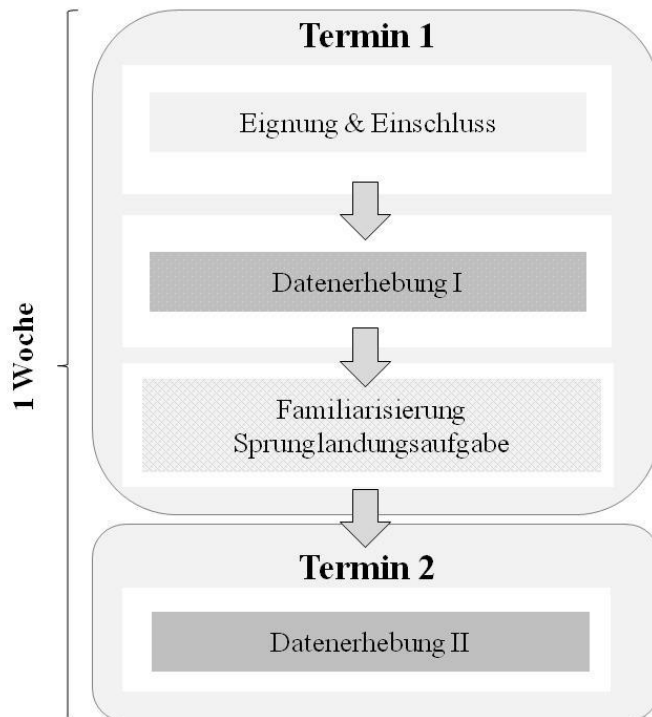 Termin 1
Eignung & Einschluss
Datenerhebung I
Familiarisierung
Sprunglandungsaufgabe
1 Woche
Termin 2
Datenerhebung II